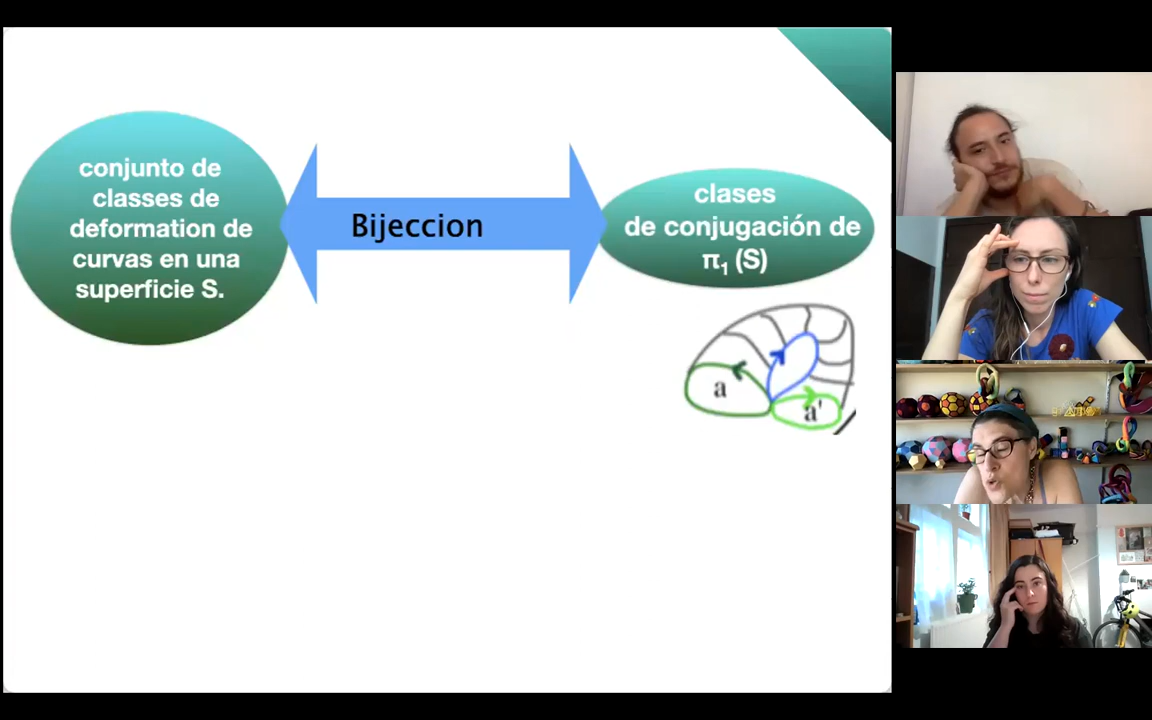 conjunto de
classes de
deformation de
curvas en una
superficie S.
Bijeccion
clases
de conjugación de
π₁ (S)
a
a'